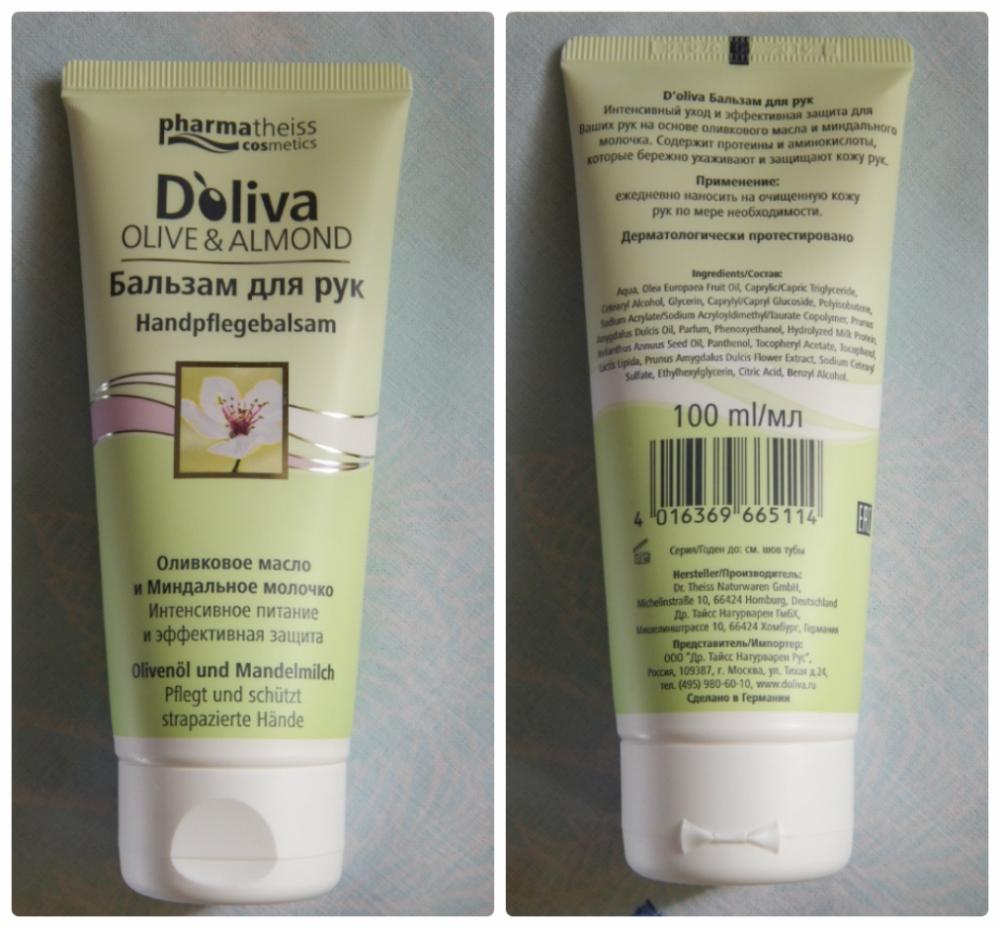 pharmatheiss
cosmetics
D'oliva
OLIVE & ALMOND
Бальзам для рук
Handpflegebalsam
Оливковое масло
и Миндальное молочко
Интенсивное питание
и эффективная защита
Olivenöl und Mandelmilch
Pflegt und schützt
strapazierte Hände
D'oliva Бальзам для рук
Интенсивный уход и эффективная защита для
Ваших рук на основе оливкового масла и миндального
молочка. Содержит протеины и аминокислоты,
которые бережно ухаживают и защищают кожу рук.
Применение:
ежедневно наносить на очищенную кожу
рук по мере необходимости.
Дерматологически протестировано
Ingredients/Состав:
Aqua, Olea Europaea Fruit Oil, Caprylic/Capric Triglyceride,
Cetearyl Alcohol, Glycerin, Caprylyl/Capryl Glucoside, Polyisobutene,
Sodium Acrylate/Sodium Acryloyldimethyl/Taurate Copolymer, Prunus
Amygdalus Dulcis Oil, Parfum, Phenoxyethanol, Hydrolyzed Milk Protein,
Helianthus Annuus Seed Oil, Panthenol, Tocopheryl Acetate, Tocopherol,
Lactis Lipida, Prunus Amygdalus Dulcis Flower Extract, Sodium Cetearyl
Sulfate, Ethylhexylglycerin, Citric Acid, Benzyl Alcohol.
100 ml/мл
4 016369 665114
EAC
Серия/Годен до: см. шов тубы
Hersteller/Производитель:
Dr. Theiss Naturwaren GmbH,
Michelinstraße 10, 66424 Homburg, Deutschland
Др. Тайсс Натурварен ГмбХ,
Мишелинштрассе 10, 66424 Хомбург, Германия
Представитель/Импортер:
ООО "Др. Тайсс Натурварен Рус",
Россия, 109387, г. Москва, ул. Тихая д.24,
тел. (495) 980-60-10, www.doliva.ru
Сделано в Германии